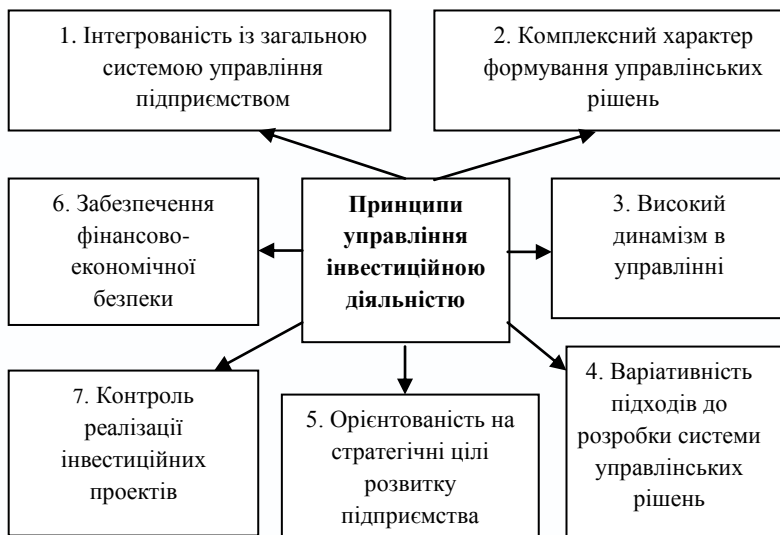 1. Інтегрованість із загальною
системою управління
підприємством
2. Комплексний характер
формування управлінських
рішень
6. Забезпечення
фінансово-
економічної
безпеки
Принципи
управління
інвестиційною
діяльністю
3. Високий
динамізм в
управлінні
7. Контроль
реалізації
інвестиційних
проектів
5. Орієнтованість на
стратегічні цілі
розвитку
підприємства
4. Варіативність
підходів до
розробки системи
управлінських
рішень